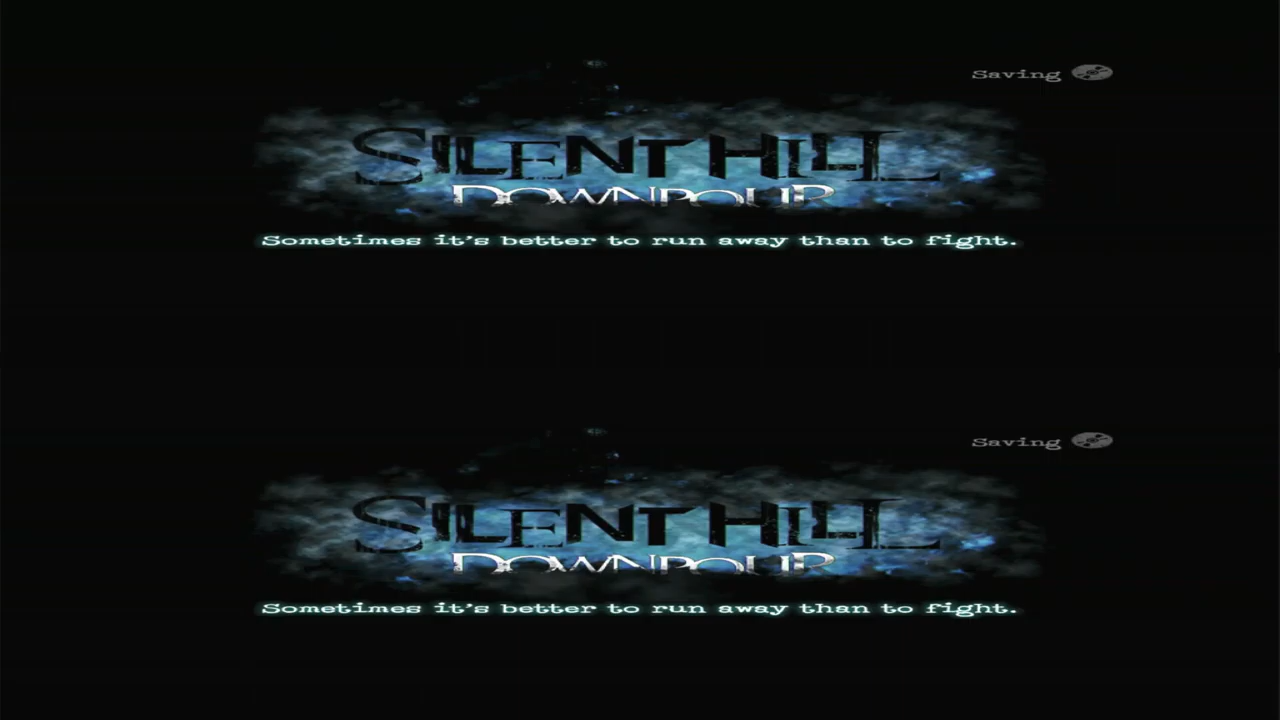 Saving
SILENT HILL
DOWNPOUR
Sometimes it's better to run away than to fight.
Saving
SILENT HILL
DOWNPOUR
Sometimes it's better to run away than to fight.